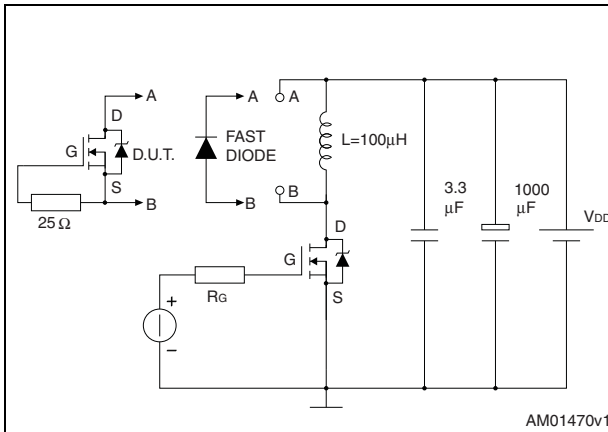 A
A
A
D
G
D.U.T.
FAST
DIODE
L=100µH
S
B
B
B
25 Ω
3.3
µF
1000
µF
VDD
D
G
RG
S
+
−
AM01470v1